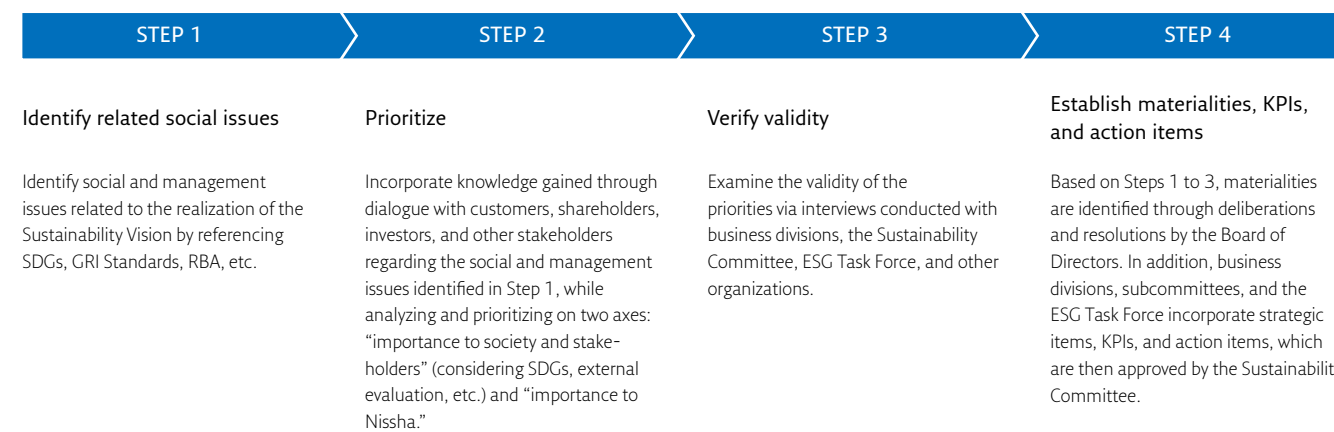 STEP 1
STEP 2
STEP 3
STEP 4
Identify related social issues
Identify social and management
issues related to the realization of the
Sustainability Vision by referencing
SDGs, GRI Standards, RBA, etc.
Prioritize
Incorporate knowledge gained through
dialogue with customers, shareholders,
investors, and other stakeholders
regarding the social and management
issues identified in Step 1, while
analyzing and prioritizing on two axes:
“importance to society and stake-
holders” (considering SDGs, external
evaluation, etc.) and “importance to
Nissha.”
Verify validity
Examine the validity of the
priorities via interviews conducted with
business divisions, the Sustainability
Committee, ESG Task Force, and other
organizations.
Establish materialities, KPIs,
and action items
Based on Steps 1 to 3, materialities
are identified through deliberations
and resolutions by the Board of
Directors. In addition, business
divisions, subcommittees, and the
ESG Task Force incorporate strategic
items, KPIs, and action items, which
are then approved by the Sustainabilit
Committee.